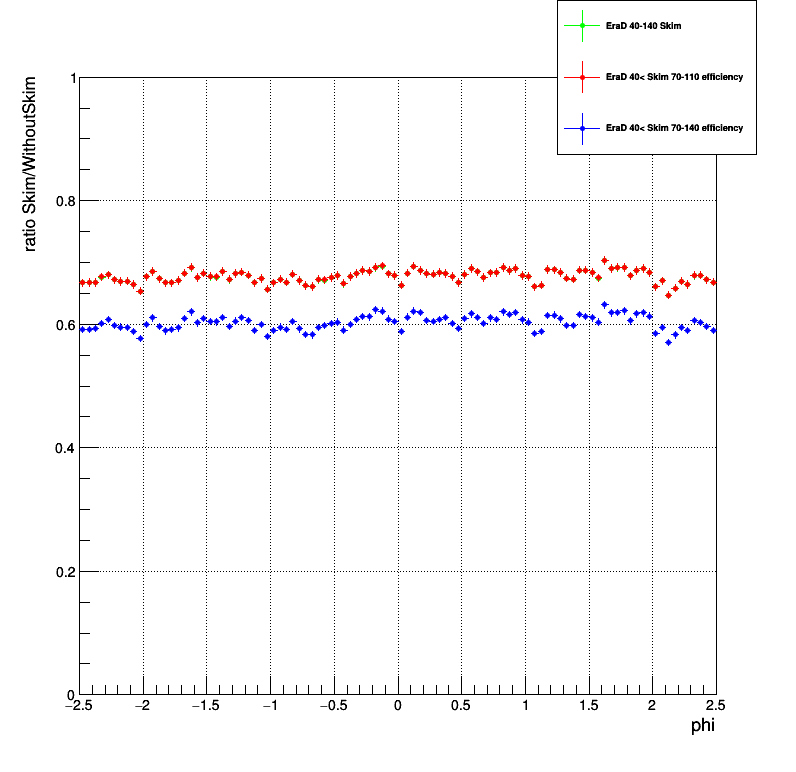 EraD 40-140 Skim
EraD 40< Skim 70-110 efficiency
EraD 40< Skim 70-140 efficiency
ratio Skim/WithoutSkim
1
0.8
0.6
0.4
0.2
0
−2.5 −2 −1.5 −1 −0.5 0 0.5 1 1.5 2 2.5
phi